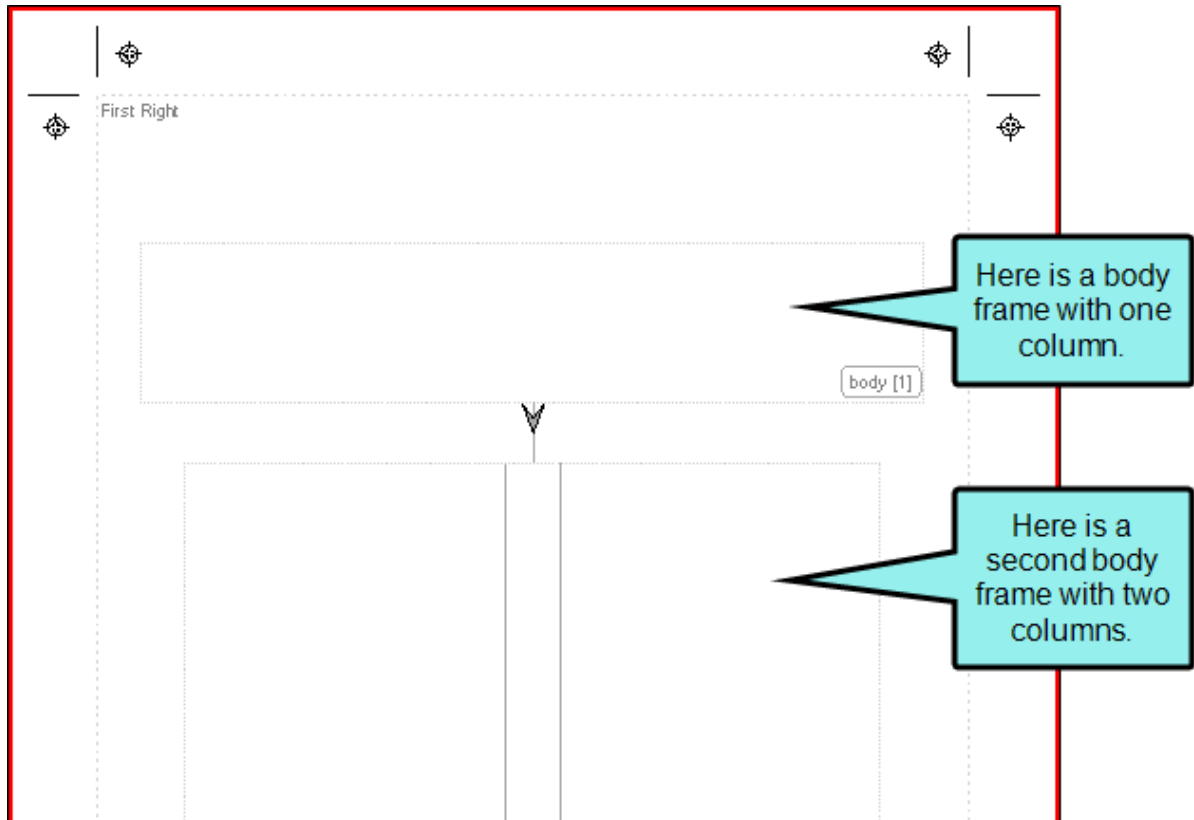 First Right
Here is a body
frame with one
column.
body [1]
Here is a
second body
frame with two
columns.